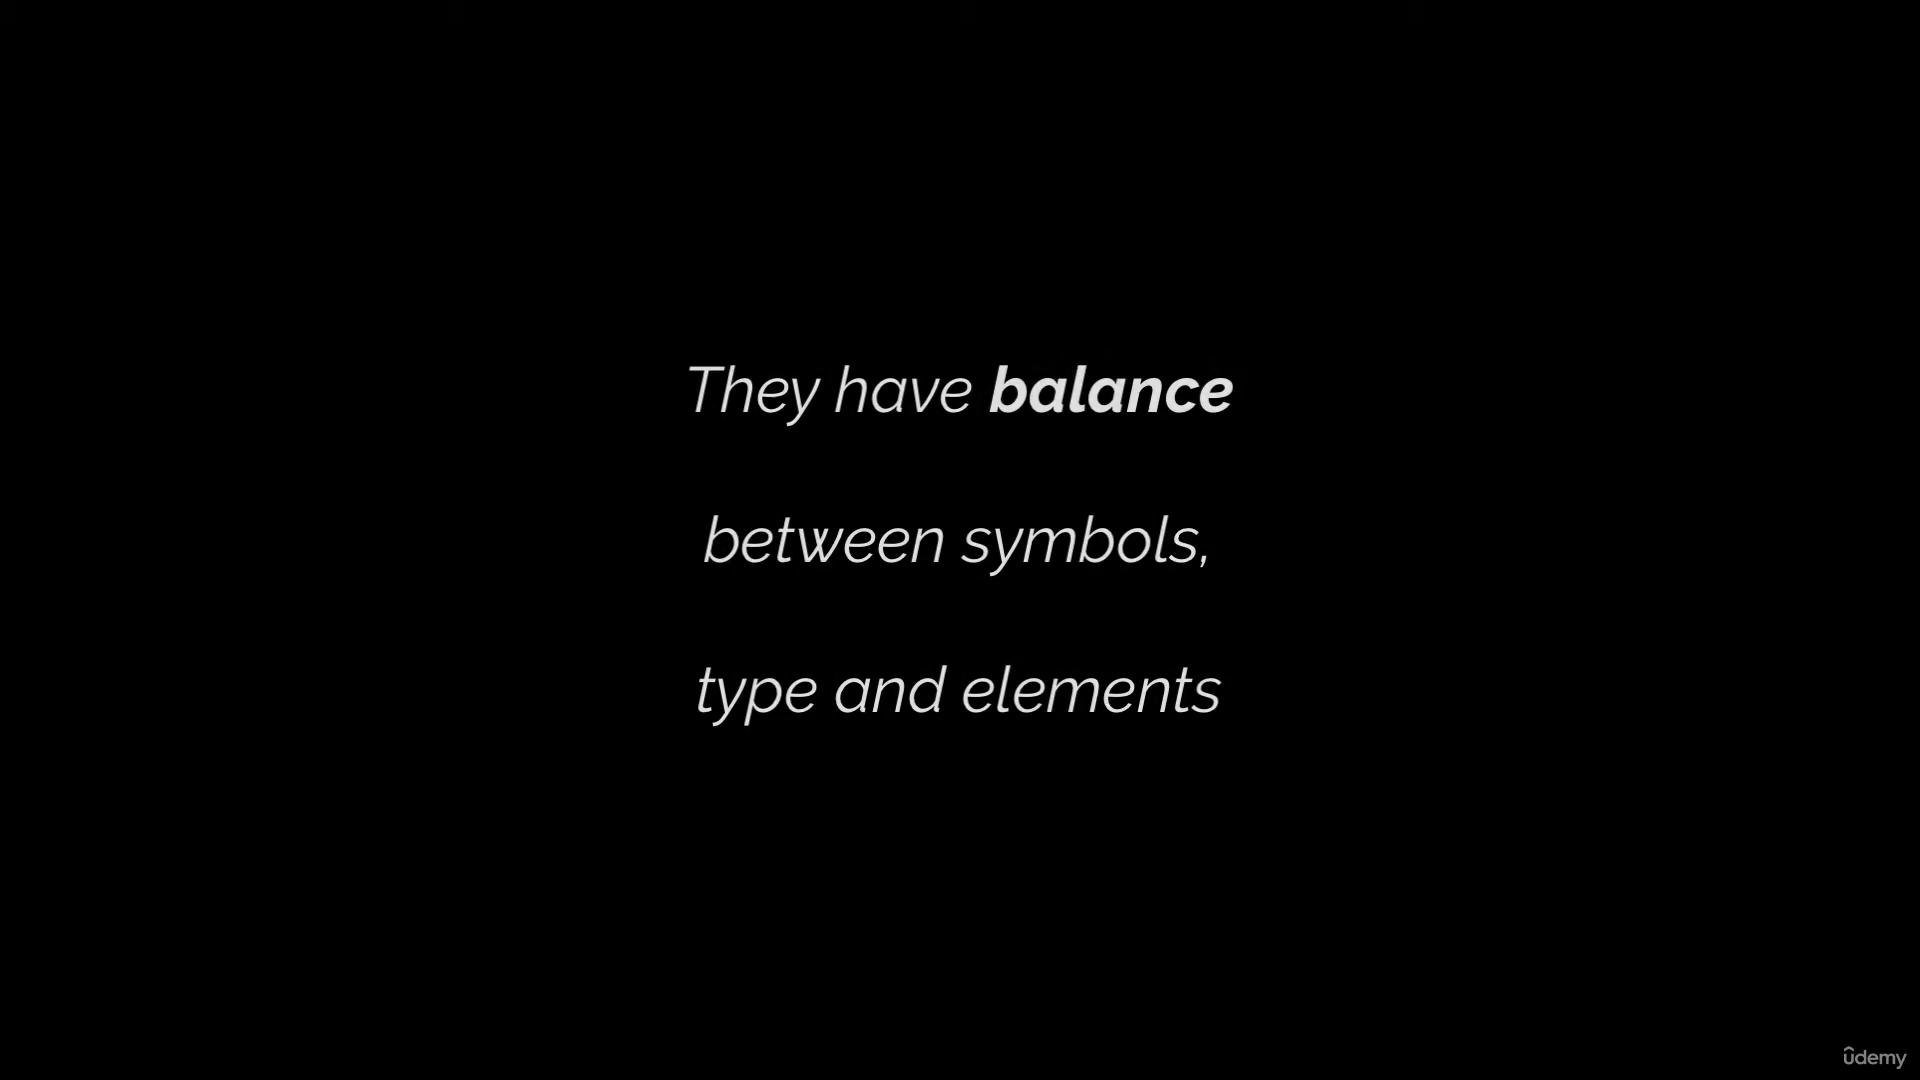 They have balance
between symbols,
type and elements
udemy